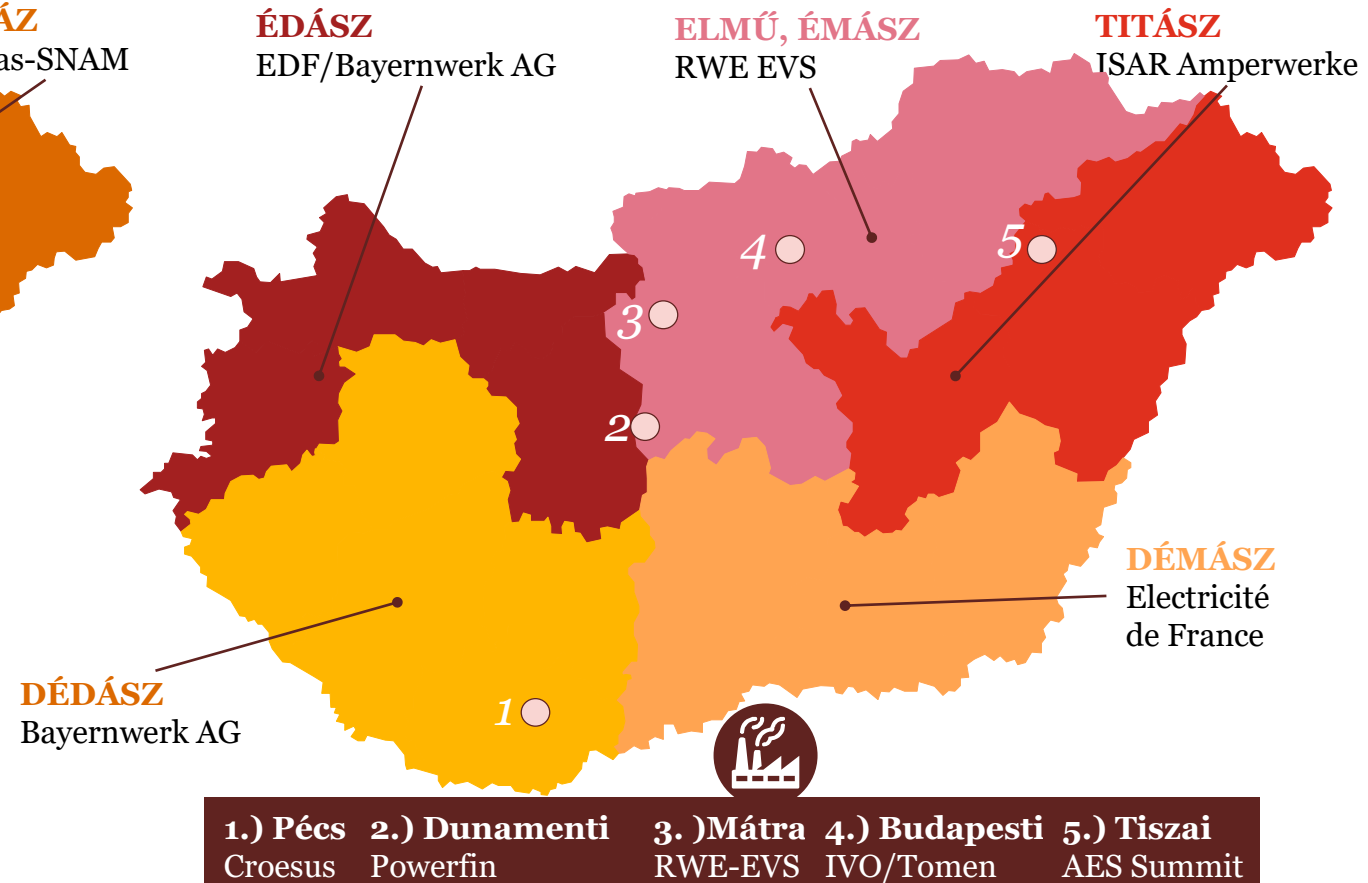 ÁZ
as-SNAM
ÉDÁSZ
EDF/Bayernwerk AG
ELMŰ, ÉMÁSZ
RWE EVS
TITÁSZ
ISAR Amperwerke
4
5
3
2
DÉMÁSZ
Electricité
de France
DÉDÁSZ
Bayernwerk AG
1
1.) Pécs
Croesus
2.) Dunamenti
Powerfin
3. )Mátra
RWE-EVS
4.) Budapesti
IVO/Tomen
5.) Tiszai
AES Summit